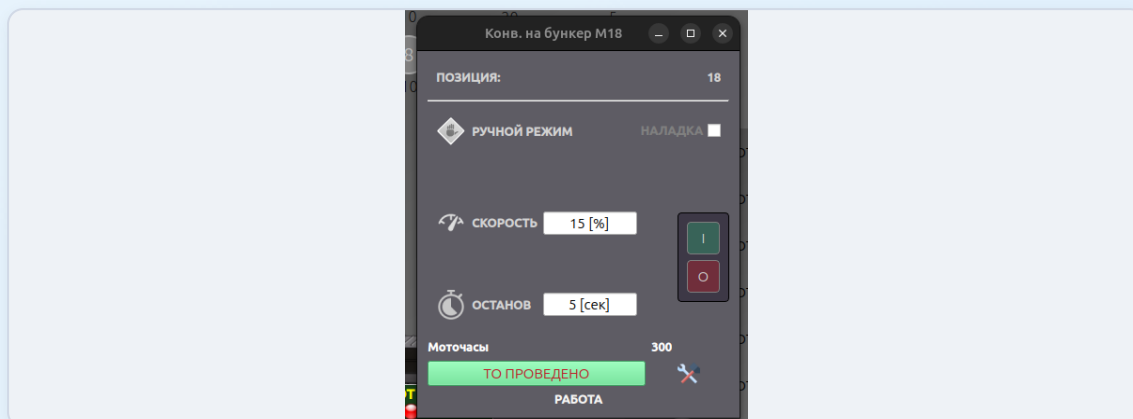 Конв. на бункер М18
ПОЗИЦИЯ: 18
РУЧНОЙ РЕЖИМ НАЛАДКА
СКОРОСТЬ 15 [%]
I
O
ОСТАНОВ 5 [сек]
Моточасы 300
ТО ПРОВЕДЕНО
РАБОТА